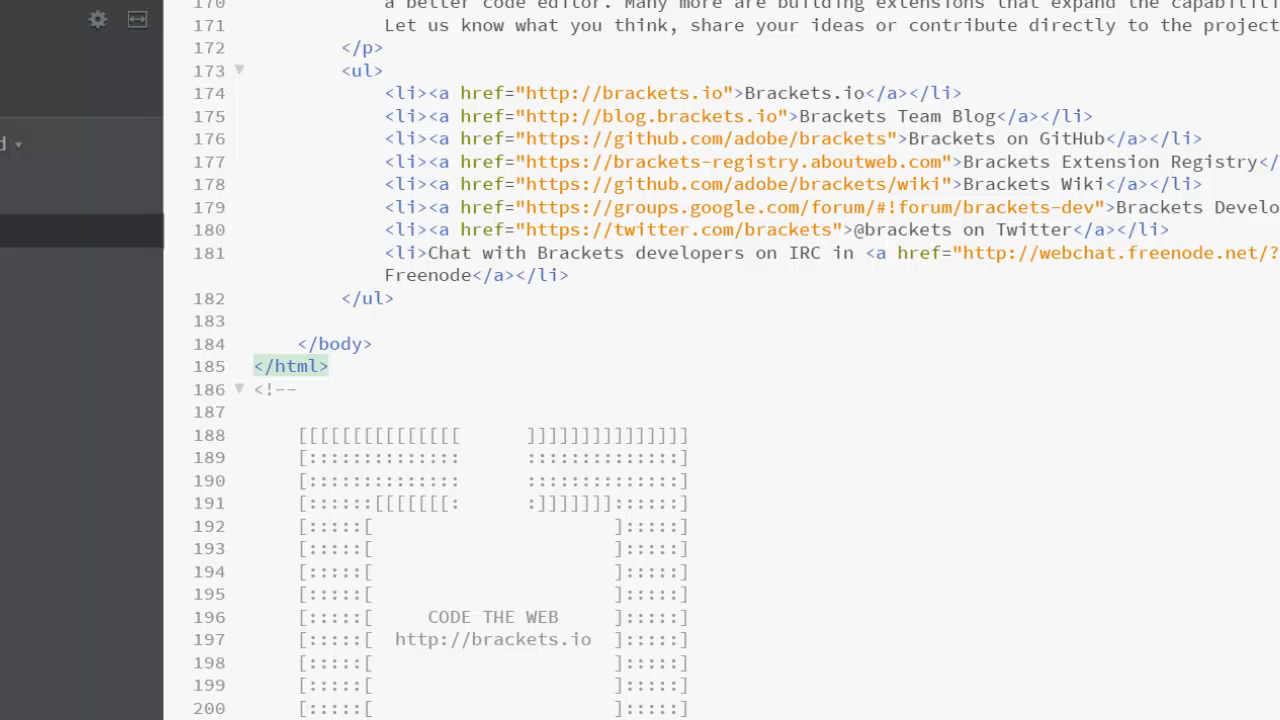 d
170 a better code editor. Many more are building extensions that expand the
171 Let us know what you think, share your ideas or contribute directly to the project
172 </p>
173 <ul>
174 <li><a href="http://brackets.io">Brackets.io</a></li>
175 <li><a href="http://blog.brackets.io">Brackets Team Blog</a></li>
176 <li><a href="https://github.com/adobe/brackets">Brackets on GitHub</a></li>
177 <li><a href="https://brackets-registry.aboutweb.com">Brackets Extension Registry</
178 <li><a href="https://github.com/adobe/brackets/wiki">Brackets Wiki</a></li>
179 <li><a href="https://groups.google.com/forum/#!forum/brackets-dev">Brackets Develo
180 <li><a href="https://twitter.com/brackets">@brackets on Twitter</a></li>
181 <li>Chat with Brackets developers on IRC in <a href="http://webchat.freenode.net/?
Freenode</a></li>
182 </ul>
183
184 </body>
185 </html>
186 <!--
187
188 [[[[[[[[[[[[[[[      ]]]]]]]]]]]]]]]
189 [::::::::::::::      ::::::::::::::]
190 [::::::::::::::      ::::::::::::::]
191 [::::::[[[[[[[:      :]]]]]]]::::::]
192 [:::::[                      ]:::::]
193 [:::::[                      ]:::::]
194 [:::::[                      ]:::::]
195 [:::::[                      ]:::::]
196 [:::::[     CODE THE WEB     ]:::::]
197 [:::::[  http://brackets.io  ]:::::]
198 [:::::[                      ]:::::]
199 [:::::[                      ]:::::]
200 [:::::[                      ]:::::]